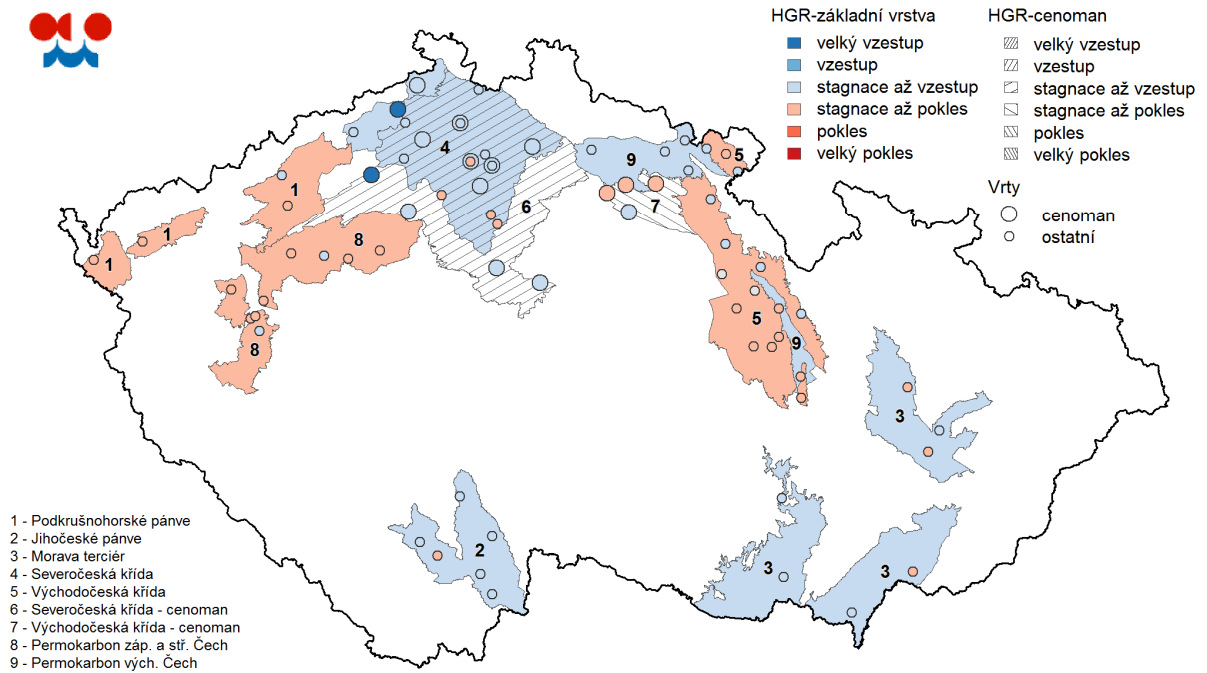 HGR-základní vrstva
velký vzestup
vzestup
stagnace až vzestup
stagnace až pokles
pokles
velký pokles
HGR-cenoman
velký vzestup
vzestup
stagnace až vzestup
stagnace až pokles
pokles
velký pokles
Vrty
cenoman
ostatní
4
9
5
1
7
6
1
8
1
5
9
8
3
2
3
3
1 - Podkrušnohorské pánve
2 - Jihočeské pánve
3 - Morava terciér
4 - Severočeská křída
5 - Východočeská křída
6 - Severočeská křída - cenoman
7 - Východočeská křída - cenoman
8 - Permokarbon záp. a stř. Čech
9 - Permokarbon vých. Čech